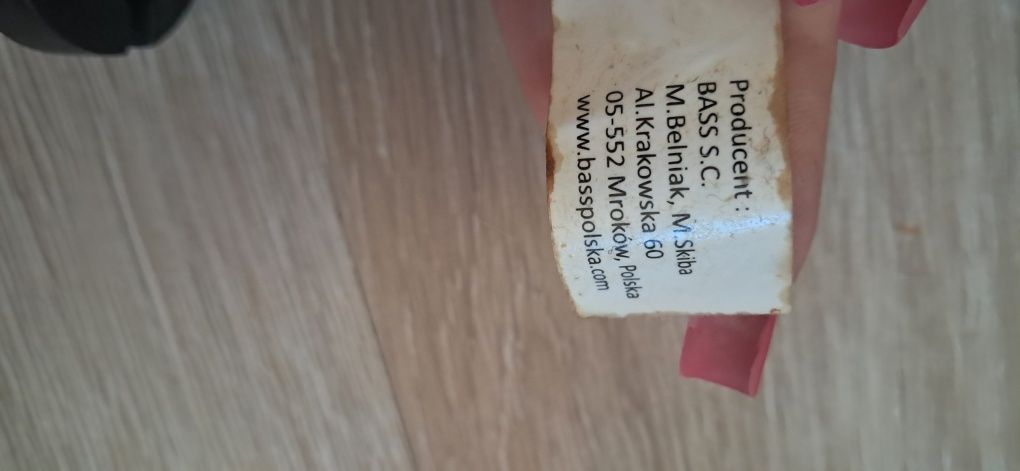 Producent :
BASS S.C.
M.Belniak, M.Skiba
Al.Krakowska 60
05-552 Mroków, Polska
www.basspolska.com